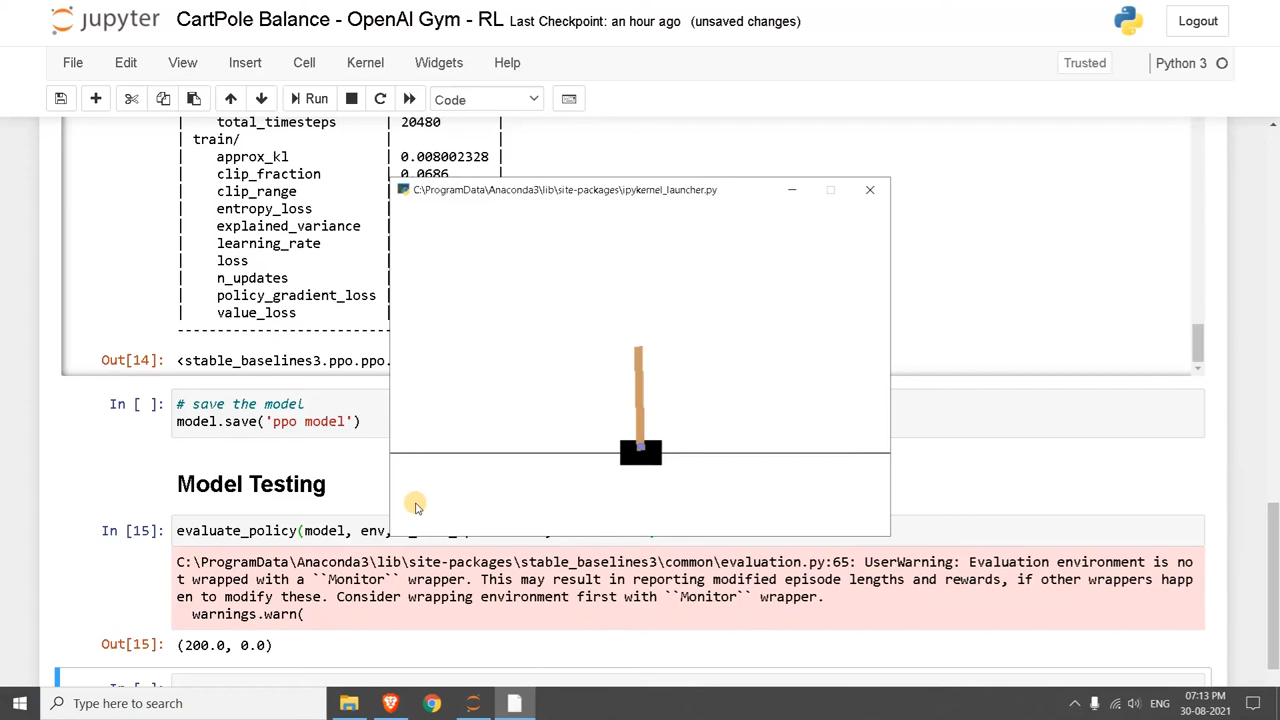 jupyter CartPole Balance - OpenAI Gym - RL Last Checkpoint: an hour ago (unsaved changes) Logout
File Edit View Insert Cell Kernel Widgets Help Trusted Python 3
Run Code
| total_timesteps | 20480 |
| train/
| approx_kl | 0.008002328 |
| clip_fraction | 0.0686
| clip_range
C:\ProgramData\Anaconda3\lib\site-packages\ipykernel_launcher.py
| entropy_loss
| explained_variance
| learning_rate
| loss
| n_updates
| policy_gradient_loss
| value_loss
Out[14]: <stable_baselines3.ppo.ppo.
In [ ]: # save the model
model.save('ppo model')
Model Testing
In [15]: evaluate_policy(model, env,
C:\ProgramData\Anaconda3\lib\site-packages\stable_baselines3\common\evaluation.py:65: UserWarning: Evaluation environment is no
t wrapped with a ``Monitor`` wrapper. This may result in reporting modified episode lengths and rewards, if other wrappers happ
en to modify these. Consider wrapping environment first with ``Monitor`` wrapper.
warnings.warn(
Out[15]: (200.0, 0.0)
Type here to search
ENG
07:13 PM
30-08-2021